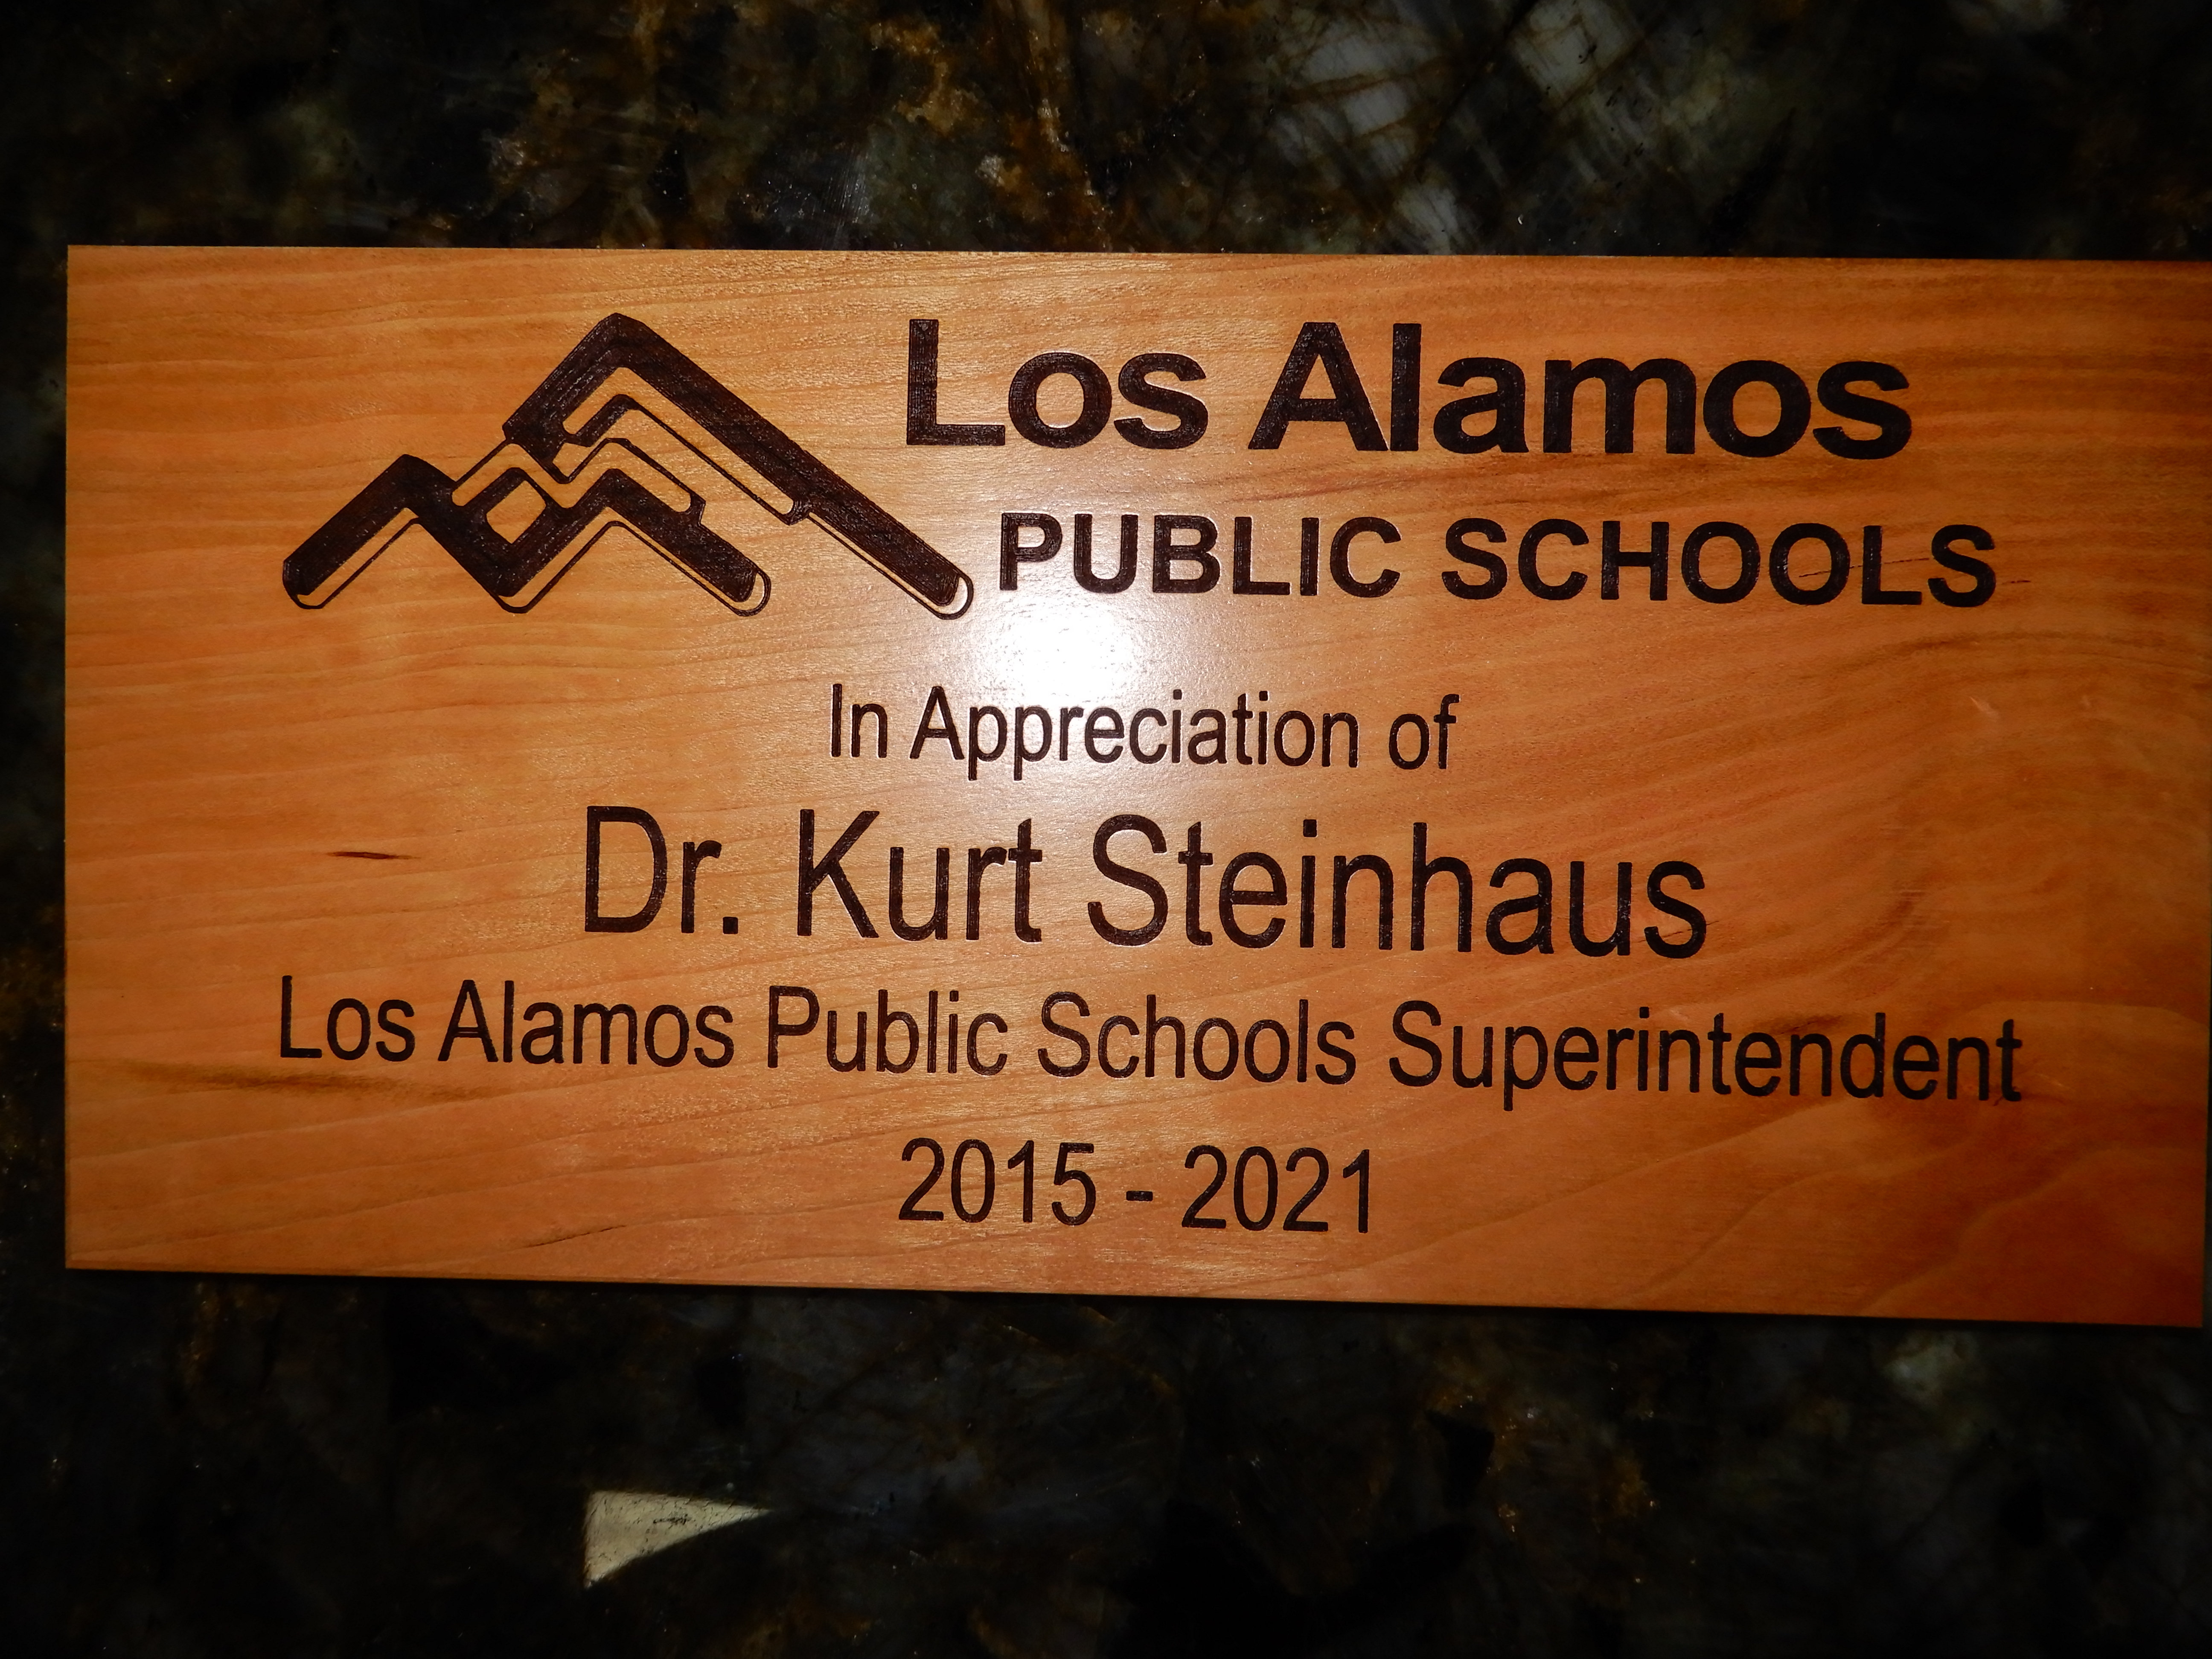 Los Alamos
PUBLIC SCHOOLS
In Appreciation of
Dr. Kurt Steinhaus
Los Alamos Public Schools Superintendent
2015 - 2021